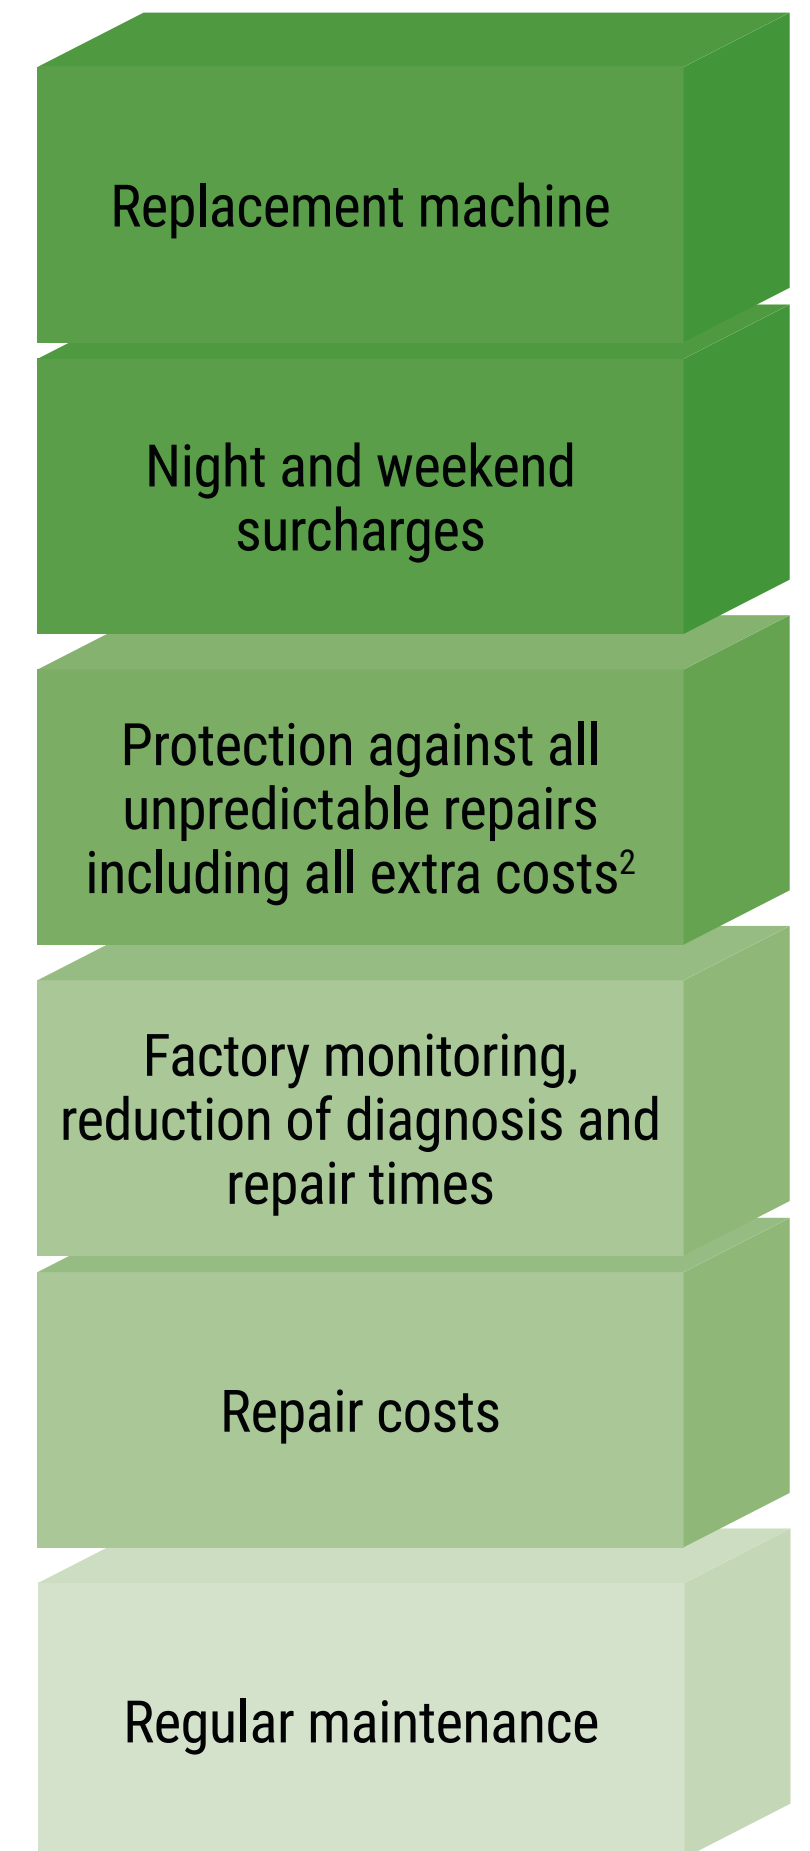 Replacement machine
Night and weekend
surcharges
Protection against all
unpredictable repairs
including all extra costs²
Factory monitoring,
reduction of diagnosis and
repair times
Repair costs
Regular maintenance